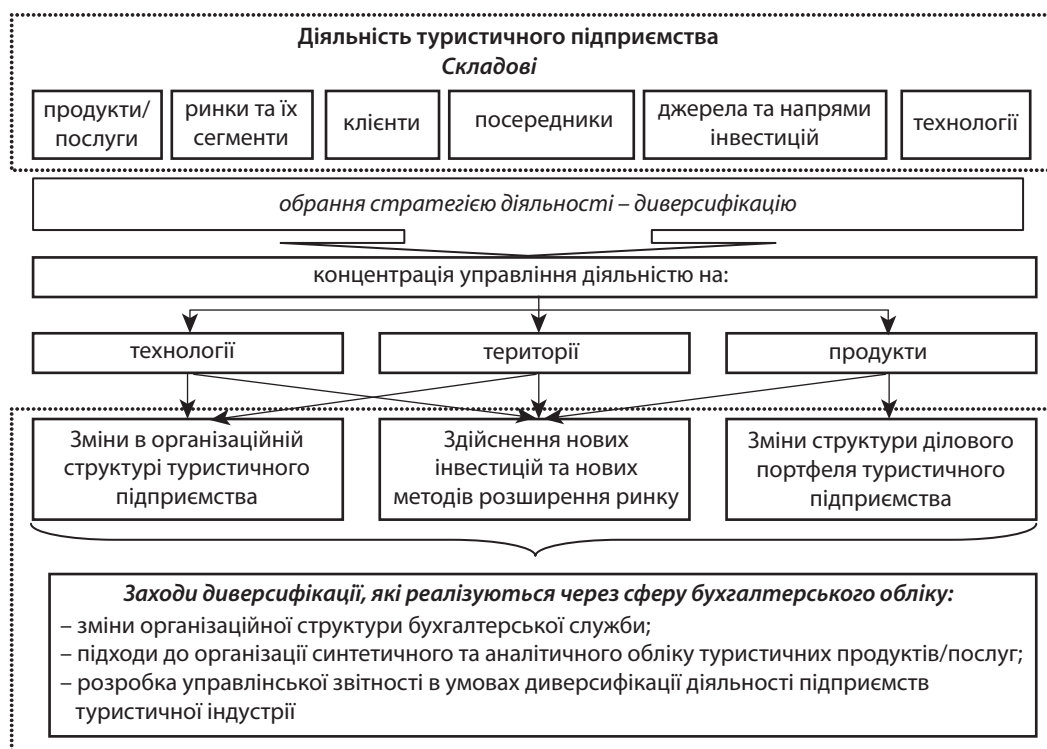 Діяльність туристичного підприємства
Складові
продукти/
послуги
ринки та їх
сегменти
клієнти
посередники
джерела та напрями
інвестицій
технології
обрання стратегією діяльності – диверсифікацію
концентрація управління діяльністю на:
технології
території
продукти
Зміни в організаційній
структурі туристичного
підприємства
Здійснення нових
інвестицій та нових
методів розширення ринку
Зміни структури ділового
портфеля туристичного
підприємства
Заходи диверсифікації, які реалізуються через сферу бухгалтерського обліку:
– зміни організаційної структури бухгалтерської служби;
– підходи до організації синтетичного та аналітичного обліку туристичних продуктів/послуг;
– розробка управлінської звітності в умовах диверсифікації діяльності підприємств
туристичної індустрії